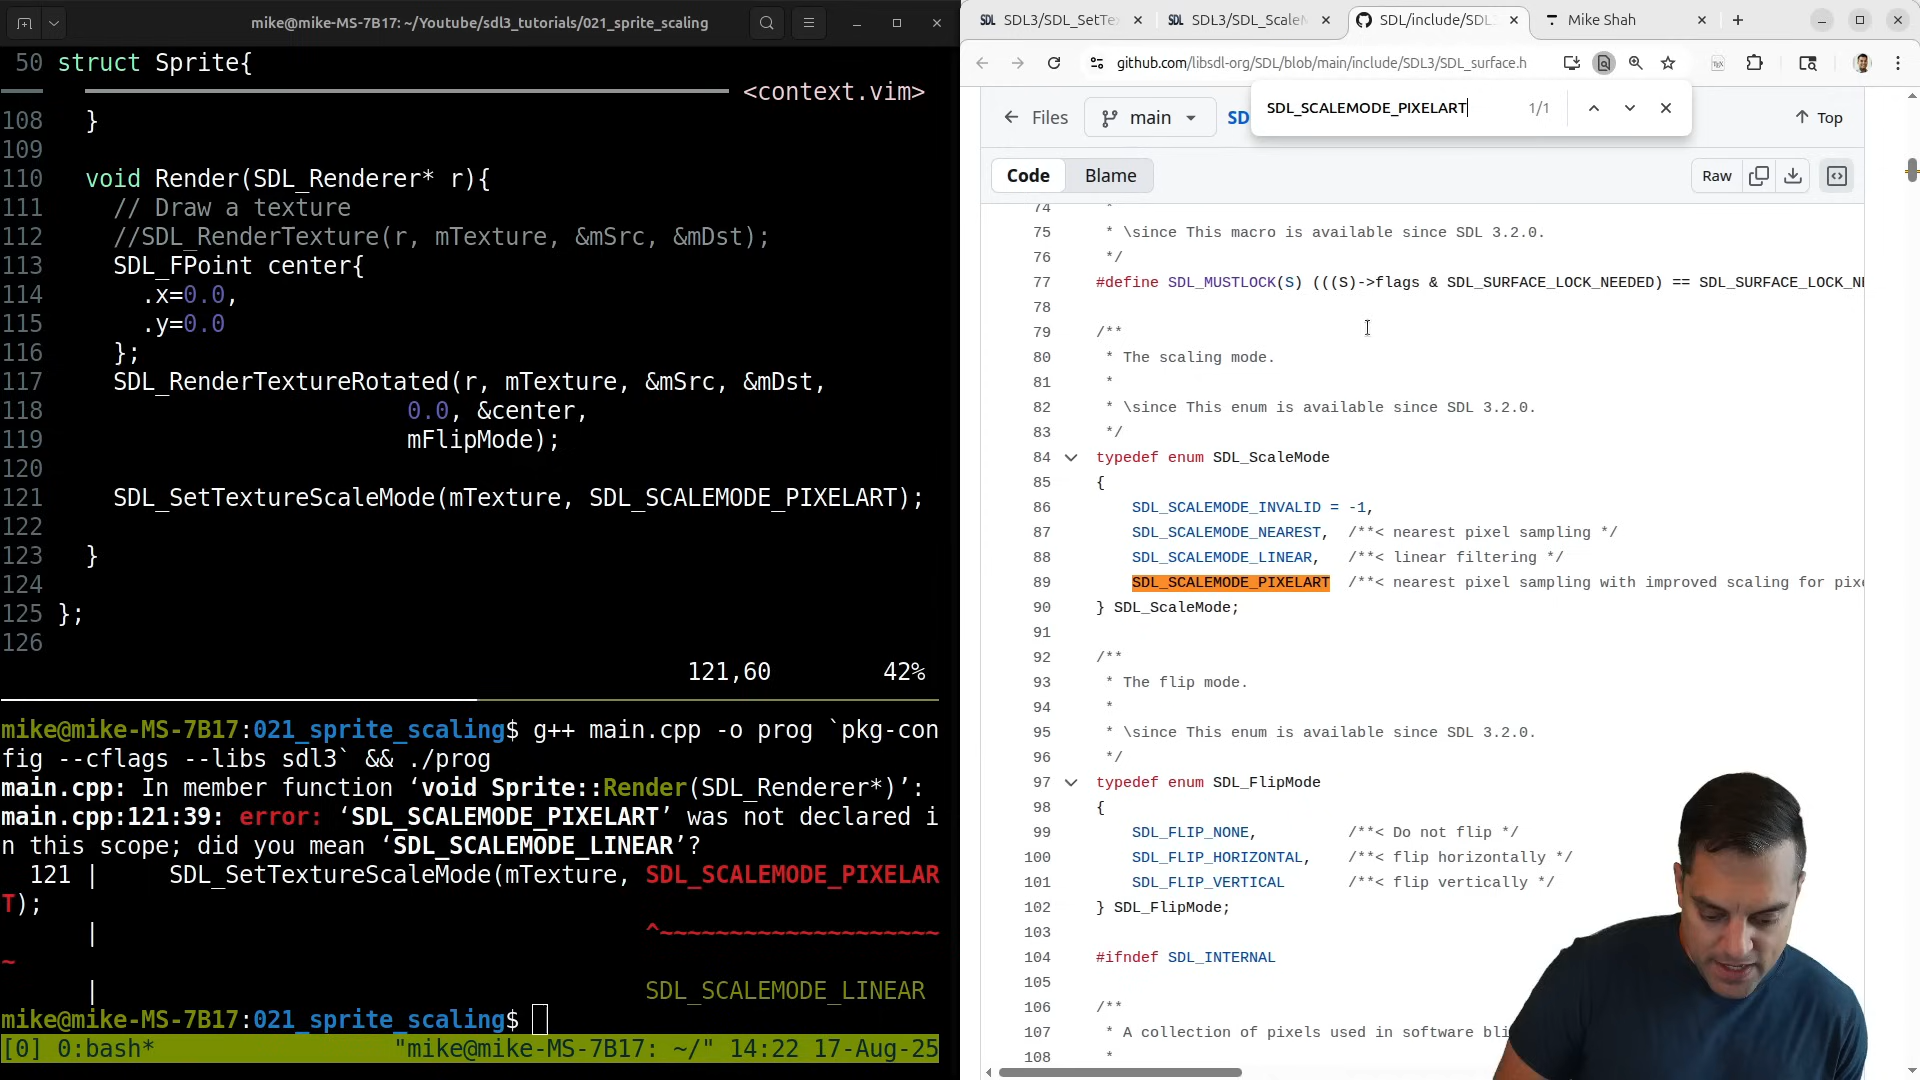 mike@mike-MS-7B17: ~/Youtube/sdl3_tutorials/021_sprite_scaling
50 struct Sprite{
<context.vim>
108 }
109
110 void Render(SDL_Renderer* r){
111 // Draw a texture
112 //SDL_RenderTexture(r, mTexture, &mSrc, &mDst);
113 SDL_FPoint center{
114 .x=0.0,
115 .y=0.0
116 };
117 SDL_RenderTextureRotated(r, mTexture, &mSrc, &mDst,
118 0.0, &center,
119 mFlipMode);
120
121 SDL_SetTextureScaleMode(mTexture, SDL_SCALEMODE_PIXELART);
122
123 }
124
125 };
126
121,60 42%
mike@mike-MS-7B17:021_sprite_scaling$ g++ main.cpp -o prog `pkg-con
fig --cflags --libs sdl3` && ./prog
main.cpp: In member function ‘void Sprite::Render(SDL_Renderer*)’:
main.cpp:121:39: error: ‘SDL_SCALEMODE_PIXELART’ was not declared i
n this scope; did you mean ‘SDL_SCALEMODE_LINEAR’?
121 | SDL_SetTextureScaleMode(mTexture, SDL_SCALEMODE_PIXELAR
T);
| ^~~~~~~~~~~~~~~~~~~~~
~
| SDL_SCALEMODE_LINEAR
mike@mike-MS-7B17:021_sprite_scaling$
[0] 0:bash* "mike@mike-MS-7B17: ~/" 14:22 17-Aug-25
SDL SDL3/SDL_SetTex SDL SDL3/SDL_ScaleM SDL/include/SDL Mike Shah
github.com/libsdl-org/SDL/blob/main/include/SDL3/SDL_surface.h
SDL_SCALEMODE_PIXELART 1/1
Files main SD Top
Code Blame Raw
74 *
75 * \since This macro is available since SDL 3.2.0.
76 */
77 #define SDL_MUSTLOCK(S) (((S)->flags & SDL_SURFACE_LOCK_NEEDED) == SDL_SURFACE_LOCK_NE
78
79 /**
80 * The scaling mode.
81 *
82 * \since This enum is available since SDL 3.2.0.
83 */
84 typedef enum SDL_ScaleMode
85 {
86 SDL_SCALEMODE_INVALID = -1,
87 SDL_SCALEMODE_NEAREST, /**< nearest pixel sampling */
88 SDL_SCALEMODE_LINEAR, /**< linear filtering */
89 SDL_SCALEMODE_PIXELART /**< nearest pixel sampling with improved scaling for pixe
90 } SDL_ScaleMode;
91
92 /**
93 * The flip mode.
94 *
95 * \since This enum is available since SDL 3.2.0.
96 */
97 typedef enum SDL_FlipMode
98 {
99 SDL_FLIP_NONE, /**< Do not flip */
100 SDL_FLIP_HORIZONTAL, /**< flip horizontally */
101 SDL_FLIP_VERTICAL /**< flip vertically */
102 } SDL_FlipMode;
103
104 #ifndef SDL_INTERNAL
105
106 /**
107 * A collection of pixels used in software bli
108 *